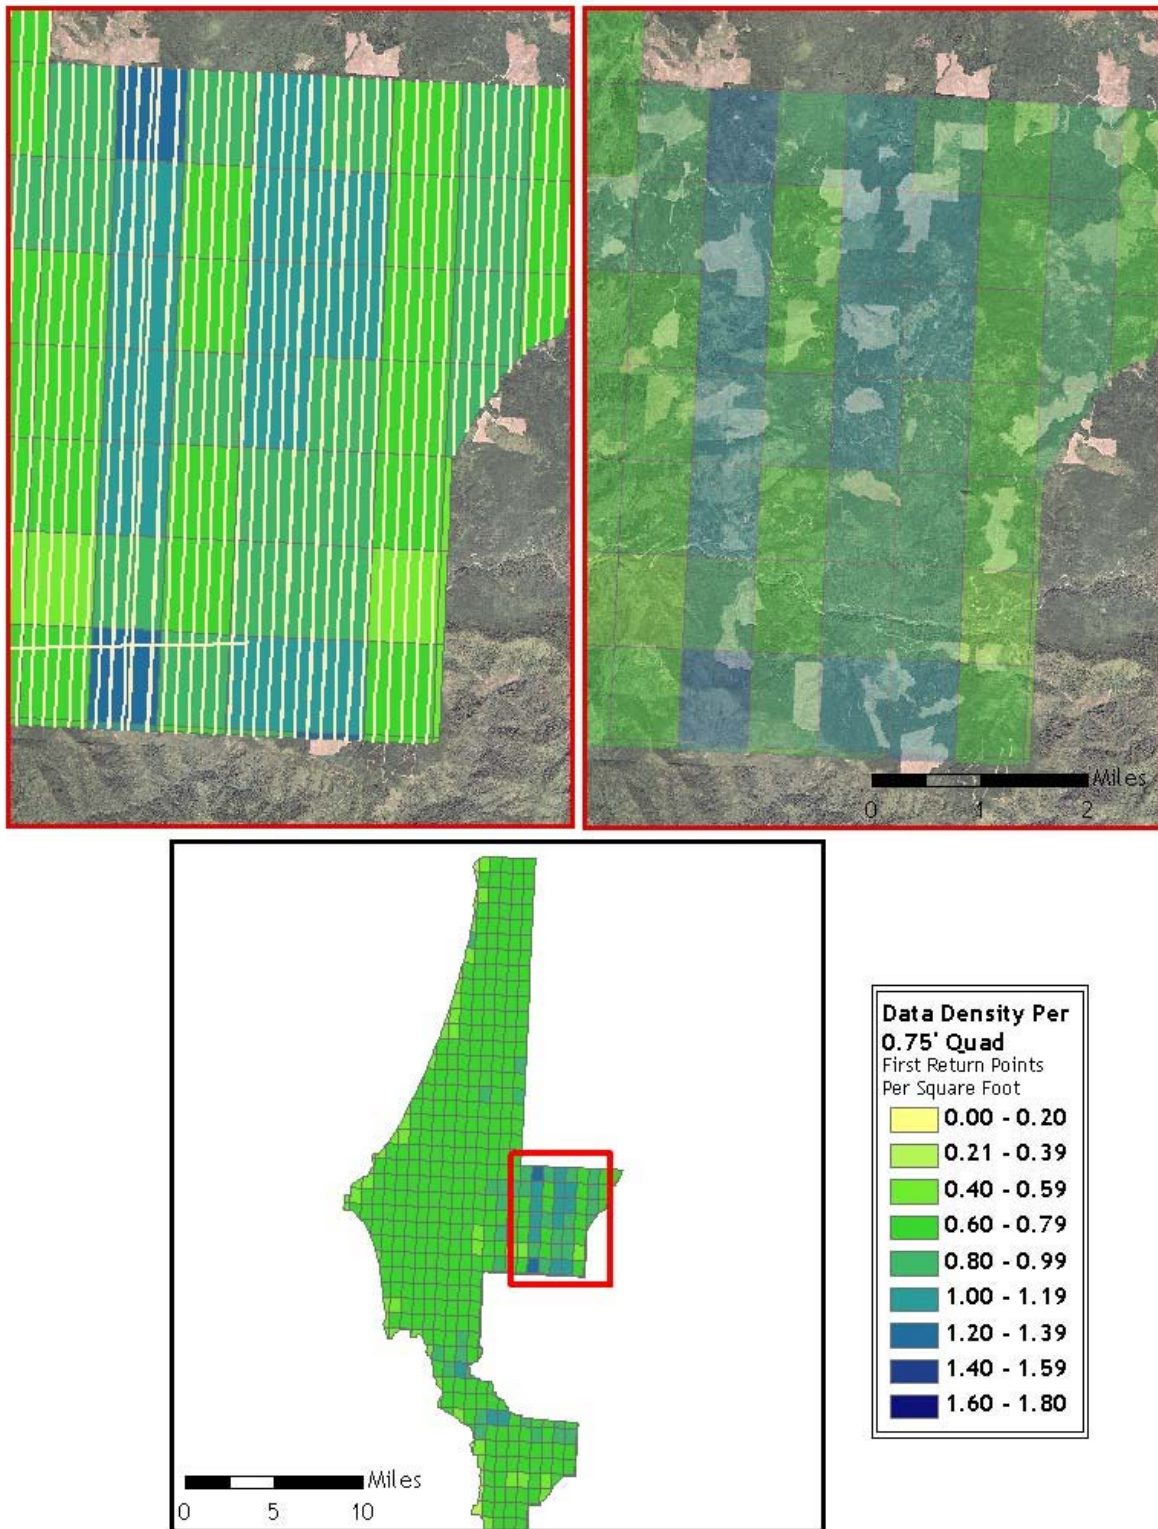 Miles
0 1 2
Miles
0 5 10
Data Density Per
0.75' Quad
First Return Points
Per Square Foot
0.00 - 0.20
0.21 - 0.39
0.40 - 0.59
0.60 - 0.79
0.80 - 0.99
1.00 - 1.19
1.20 - 1.39
1.40 - 1.59
1.60 - 1.80